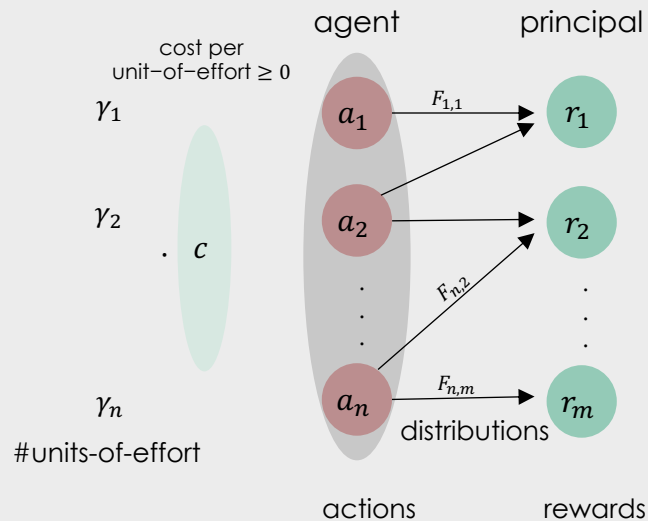 agent principal
cost per
unit−of−effort ≥ 0
γ₁ a₁ F₁,₁ r₁
γ₂ a₂ r₂
· c
Fₙ,₂
γₙ aₙ Fₙ,ₘ rₘ
distributions
#units-of-effort
actions rewards